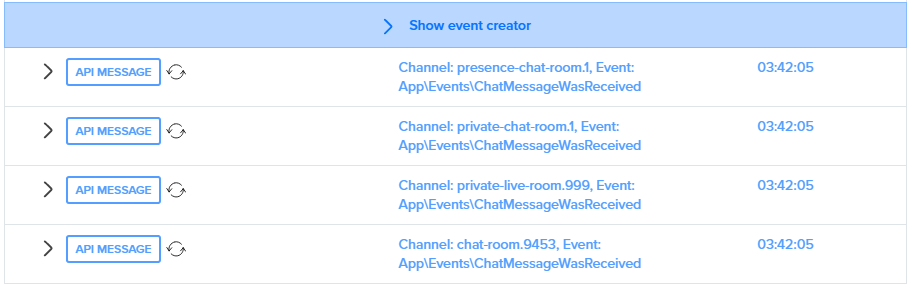 Show event creator
API MESSAGE
Channel: presence-chat-room.1, Event:
App\Events\ChatMessageWasReceived
03:42:05
API MESSAGE
Channel: private-chat-room.1, Event:
App\Events\ChatMessageWasReceived
03:42:05
API MESSAGE
Channel: private-live-room.999, Event:
App\Events\ChatMessageWasReceived
03:42:05
API MESSAGE
Channel: chat-room.9453, Event:
App\Events\ChatMessageWasReceived
03:42:05